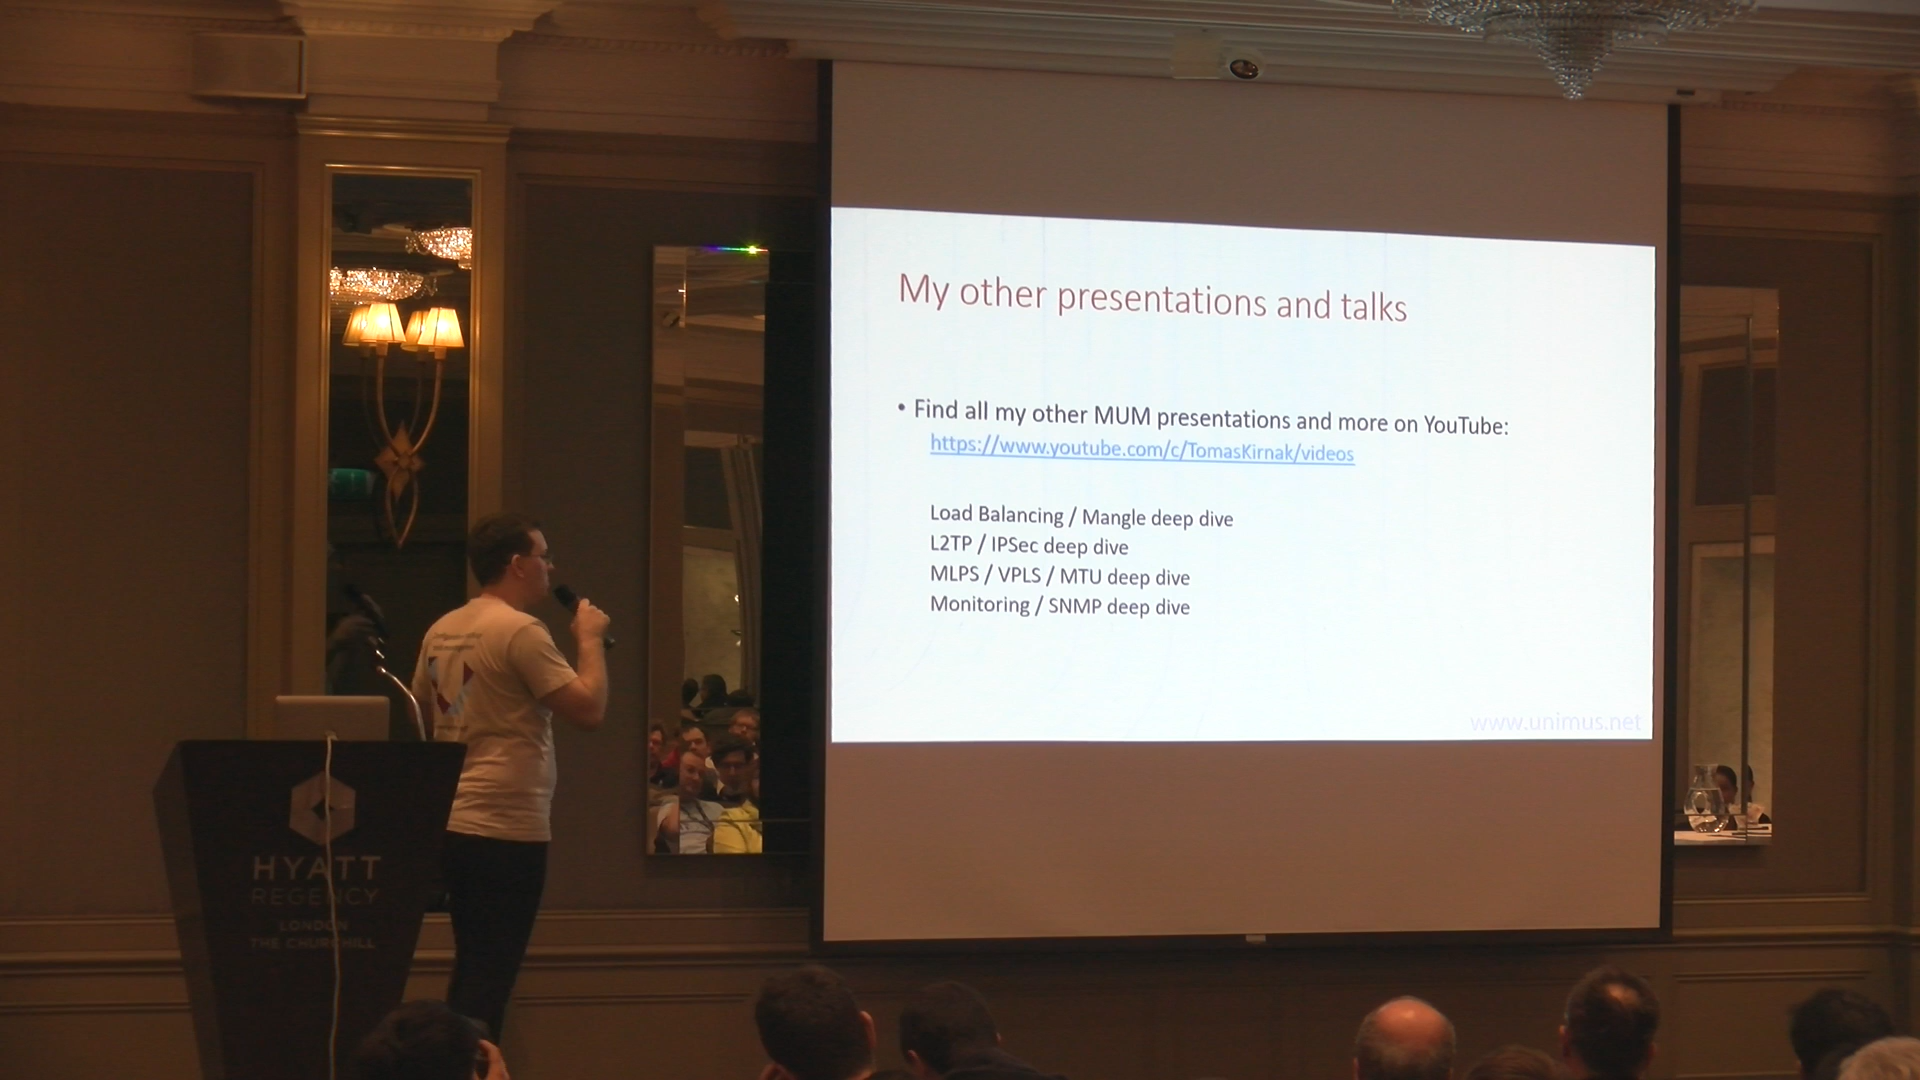 My other presentations and talks
• Find all my other MUM presentations and more on YouTube:
https://www.youtube.com/c/TomasKirnak/videos
Load Balancing / Mangle deep dive
L2TP / IPSec deep dive
MLPS / VPLS / MTU deep dive
Monitoring / SNMP deep dive
www.unimus.net
HYATT
REGENCY
LONDON
THE CHURCHILL